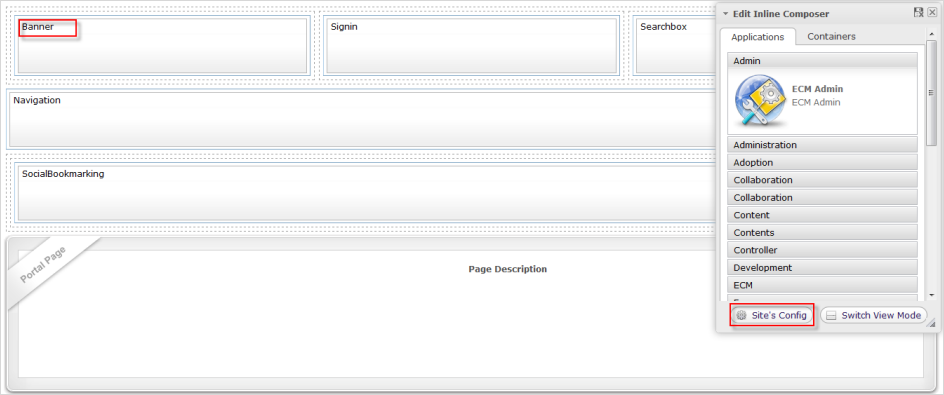 Banner
Signin
Searchbox
Navigation
SocialBookmarking
Portal Page
Page Description
Edit Inline Composer
Applications
Containers
Admin
ECM Admin
ECM Admin
Administration
Adoption
Collaboration
Collaboration
Content
Contents
Controller
Development
ECM
Site's Config
Switch View Mode